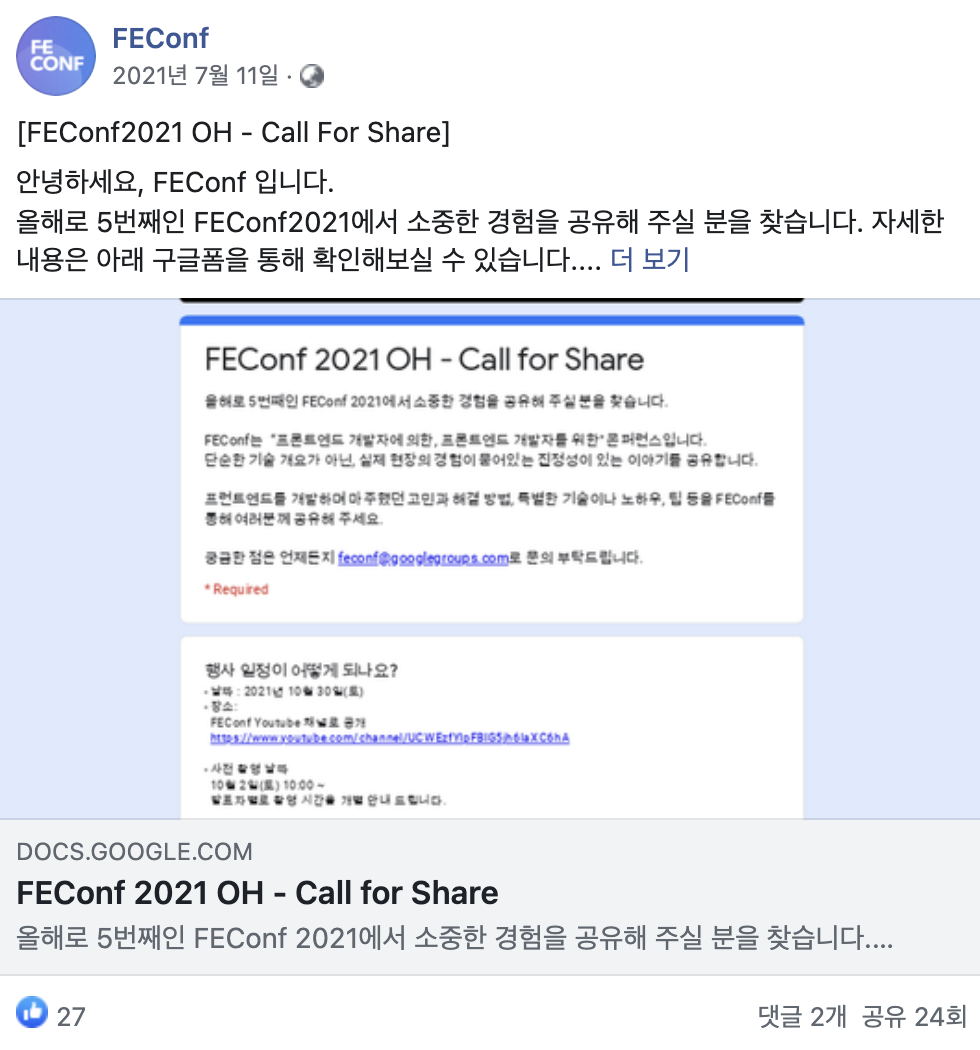 FE
CONF
FEConf
2021년 7월 11일 ·
[FEConf2021 OH - Call For Share]
안녕하세요, FEConf 입니다.
올해로 5번째인 FEConf2021에서 소중한 경험을 공유해 주실 분을 찾습니다. 자세한
내용은 아래 구글폼을 통해 확인해보실 수 있습니다.... 더 보기
FEConf 2021 OH - Call for Share
올해로 5번째인 FEConf 2021에서 소중한 경험을 공유해 주실 분을 찾습니다.
FEConf는 "프론트엔드 개발자에 의한, 프론트엔드 개발자를 위한" 콘퍼런스입니다.
단순한 기술 개요가 아닌, 실제 현장의 경험이 묻어있는 진정성이 있는 이야기를 공유합니다.
프런트엔드를 개발하며 마주했던 고민과 해결 방법, 특별한 기술이나 노하우, 팁 등을 FEConf를
통해 여러분께 공유해 주세요.
궁금한 점은 언제든지 feconf@googlegroups.com로 문의 부탁드립니다.
* Required
행사 일정이 어떻게 되나요?
- 날짜 : 2021년 10월 30일(토)
- 장소:
FEConf Youtube 채널로 공개
https://www.youtube.com/channel/
- 사전 촬영 날짜
10월 2일(토) 10:00 ~
발표자별로 촬영 시간을 개별 안내 드립니다.
DOCS.GOOGLE.COM
FEConf 2021 OH - Call for Share
올해로 5번째인 FEConf 2021에서 소중한 경험을 공유해 주실 분을 찾습니다....
27
댓글 2개 공유 24회